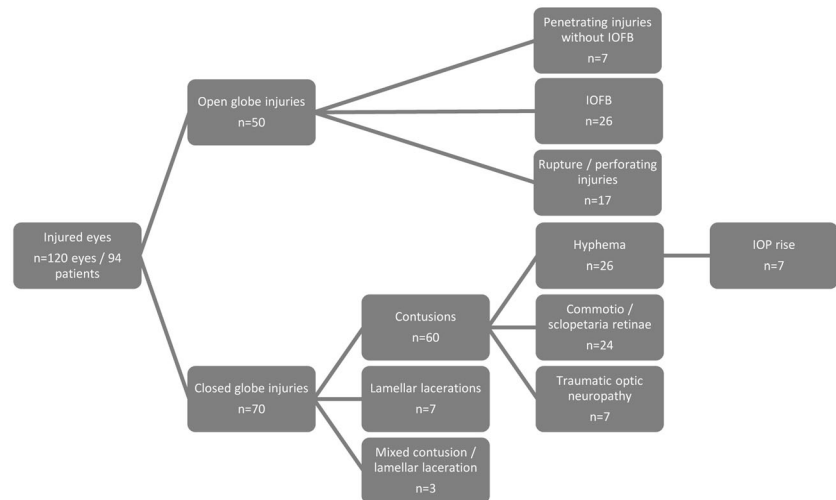 Penetrating injuries
without IOFB
n=7
Open globe injuries
n=50
IOFB
n=26
Rupture / perforating
injuries
n=17
Injured eyes
n=120 eyes / 94
patients
Hyphema
n=26
IOP rise
n=7
Contusions
n=60
Commotio /
sclopetaria retinae
n=24
Closed globe injuries
n=70
Lamellar lacerations
n=7
Traumatic optic
neuropathy
n=7
Mixed contusion /
lamellar laceration
n=3